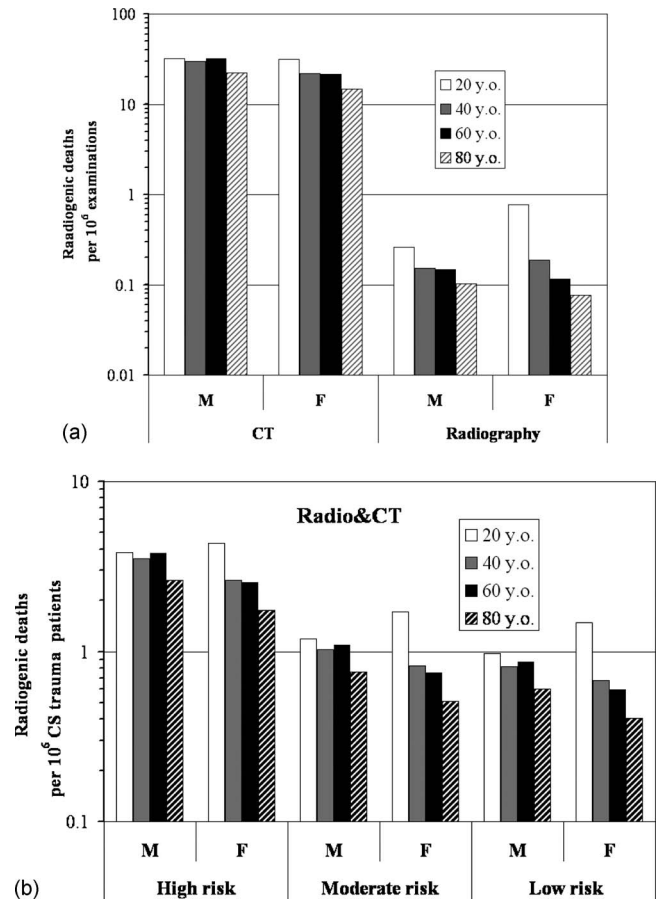 100
10
1
0.1
0.01
Raadiogenic deaths
per 10⁶ examinations
20 y.o.
40 y.o.
60 y.o.
80 y.o.
M F M F
CT Radiography
(a)
10
1
0.1
Radiogenic deaths
per 10⁶ CS trauma patients
Radio&CT
20 y.o.
40 y.o.
60 y.o.
80 y.o.
M F M F M F
High risk Moderate risk Low risk
(b)